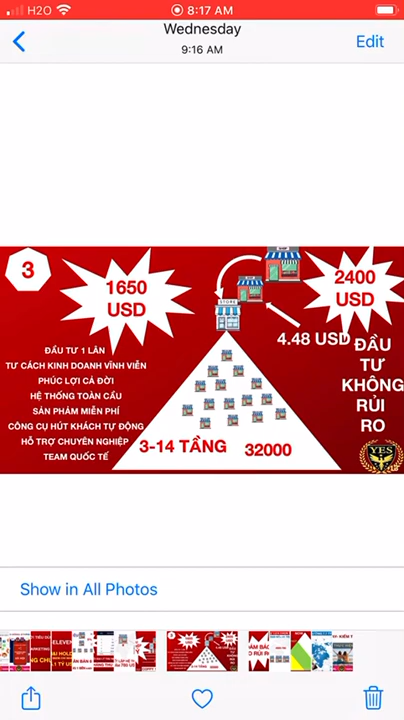 H2O
8:17 AM
Wednesday
9:16 AM
Edit
3
1650
USD
SHOP
STORE
2400
USD
4.48 USD
ĐẦU TƯ 1 LẦN
TƯ CÁCH KINH DOANH VĨNH VIỄN
PHÚC LỢI CẢ ĐỜI
HỆ THỐNG TOÀN CẦU
SẢN PHẨM MIỄN PHÍ
CÔNG CỤ HÚT KHÁCH TỰ ĐỘNG
HỖ TRỢ CHUYÊN NGHIỆP
TEAM QUỐC TẾ
ĐẦU
TƯ
KHÔNG
RỦI
RO
3-14 TẦNG
32000
YES
Show in All Photos